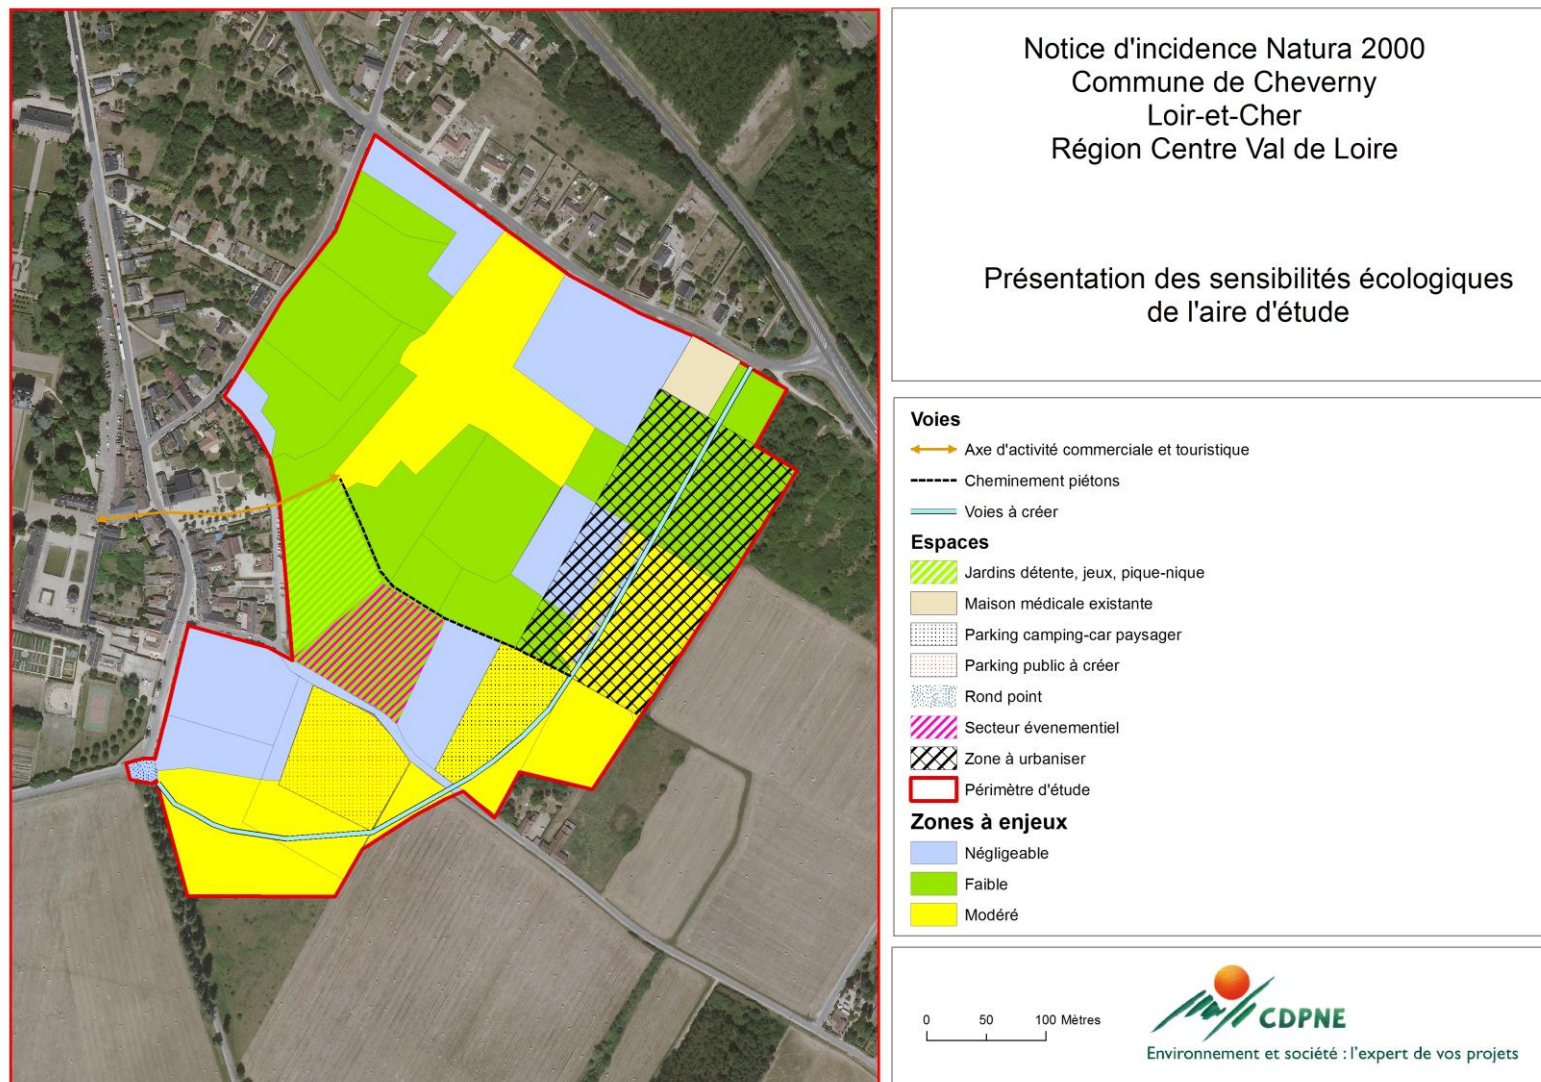 Notice d'incidence Natura 2000
Commune de Cheverny
Loir-et-Cher
Région Centre Val de Loire
Présentation des sensibilités écologiques
de l'aire d'étude
Voies
Axe d'activité commerciale et touristique
Cheminement piétons
Voies à créer
Espaces
Jardins détente, jeux, pique-nique
Maison médicale existante
Parking camping-car paysager
Parking public à créer
Rond point
Secteur évenementiel
Zone à urbaniser
Périmètre d'étude
Zones à enjeux
Négligeable
Faible
Modéré
0 50 100 Mètres
CDPNE
Environnement et société : l'expert de vos projets